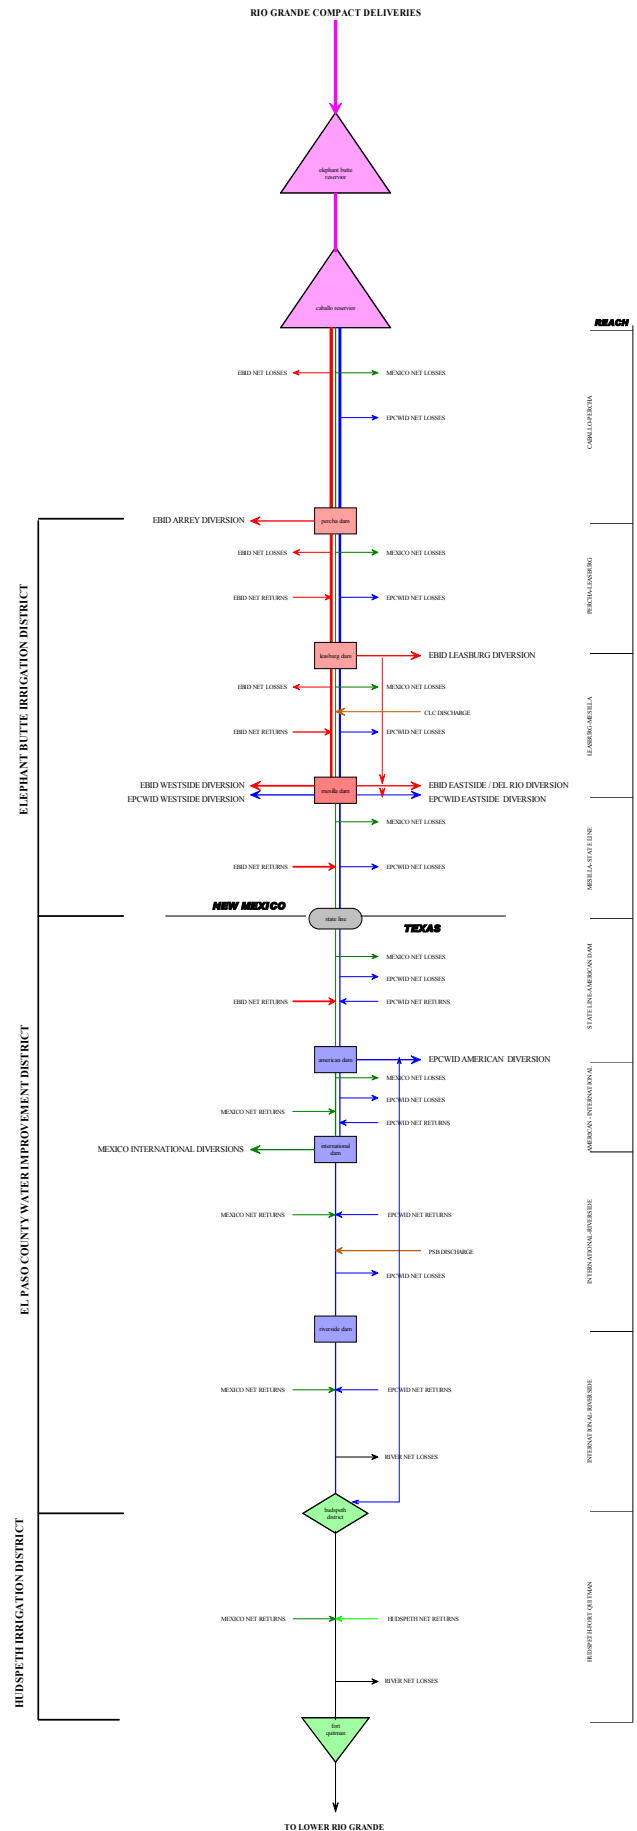 RIO GRANDE COMPACT DELIVERIES
elephant butte
reservior
caballo reservior
REACH
EBID NET LOSSES
MEXICO NET LOSSES
EPCWID NET LOSSES
CABALLO-PERCHA
EBID ARREY DIVERSION
percha dam
EBID NET LOSSES
MEXICO NET LOSSES
EBID NET RETURNS
EPCWID NET LOSSES
PERCHA-LEASBURG
leasburg dam
EBID LEASBURG DIVERSION
EBID NET LOSSES
MEXICO NET LOSSES
CLC DISCHARGE
EBID NET RETURNS
EPCWID NET LOSSES
LEASBURG-MESILLA
ELEPHANT BUTTE IRRIGATION DISTRICT
EBID WESTSIDE DIVERSION
mesilla dam
EBID EASTSIDE / DEL RIO DIVERSION
EPCWID WESTSIDE DIVERSION
EPCWID EASTSIDE DIVERSION
MEXICO NET LOSSES
EBID NET RETURNS
EPCWID NET LOSSES
MESILLA-STATE LINE
NEW MEXICO
state line
TEXAS
MEXICO NET LOSSES
EPCWID NET LOSSES
EBID NET RETURNS
EPCWID NET RETURNS
STATE LINE-AMERICAN DAM
american dam
EPCWID AMERICAN DIVERSION
MEXICO NET LOSSES
EPCWID NET LOSSES
MEXICO NET RETURNS
EPCWID NET RETURNS
AMERICAN - INTERNATIONAL
MEXICO INTERNATIONAL DIVERSIONS
international
dam
EL PASO COUNTY WATER IMPROVEMENT DISTRICT
MEXICO NET RETURNS
EPCWID NET RETURNS
PSB DISCHARGE
EPCWID NET LOSSES
INTERNATIONAL-RIVERSIDE
riverside dam
MEXICO NET RETURNS
EPCWID NET RETURNS
RIVER NET LOSSES
INTERNATIONAL-RIVERSIDE
hudspeth
district
HUDSPETH IRRIGATION DISTRICT
MEXICO NET RETURNS
HUDSPETH NET RETURNS
RIVER NET LOSSES
HUDSPETH-FORT QUITMAN
fort
quitman
TO LOWER RIO GRANDE